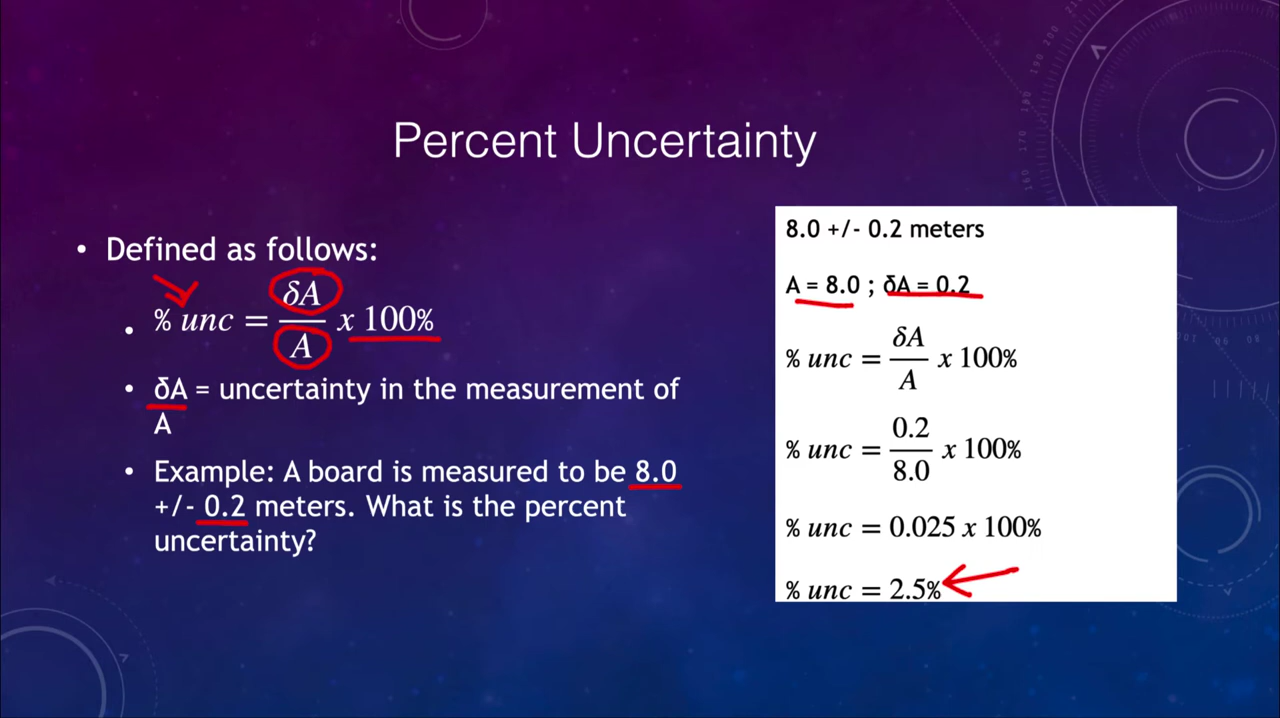 Percent Uncertainty
• Defined as follows:
• % unc = δA/A x 100%
• δA = uncertainty in the measurement of
A
• Example: A board is measured to be 8.0
+/- 0.2 meters. What is the percent
uncertainty?
8.0 +/- 0.2 meters
A = 8.0 ; δA = 0.2
% unc = δA/A x 100%
% unc = 0.2/8.0 x 100%
% unc = 0.025 x 100%
% unc = 2.5%